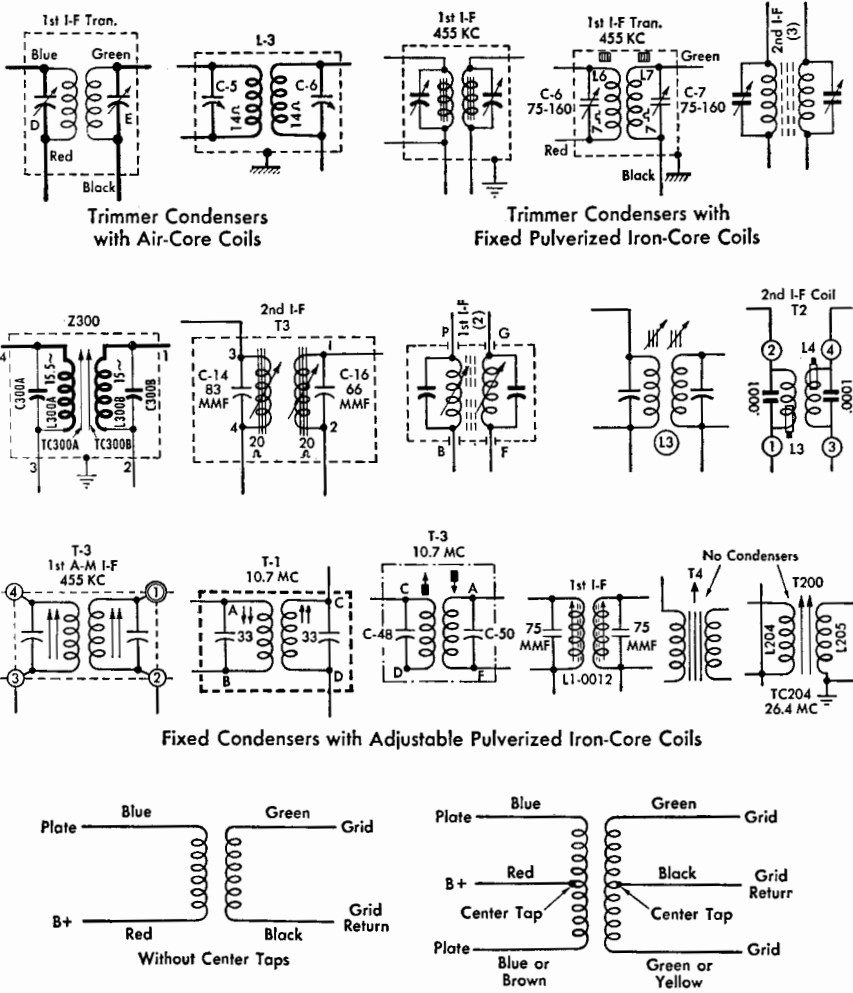 1st I-F Tran.
Blue
Green
D
E
Red
Black
L-3
C-5
C-6
14Ω
14Ω
Trimmer Condensers
with Air-Core Coils
1st I-F
455 KC
1st I-F Tran.
455 KC
Green
L6
L7
C-6
75-160
C-7
75-160
7Ω
7Ω
Red
Black
2nd I-F
(3)
Trimmer Condensers with
Fixed Pulverized Iron-Core Coils
Z300
4
1
C300A
15.5~
L300A
15~
L300B
C300B
TC300A
TC300B
3
2
2nd I-F
T3
3
1
C-14
83
MMF
C-16
66
MMF
4
2
20
Ω
20
Ω
P
1st I-F
(2)
G
B
F
L3
2nd I-F Coil
T2
2
L4
4
.0001
.0001
1
L3
3
T-3
1st A-M I-F
455 KC
4
1
3
2
T-1
10.7 MC
A
C
33
33
B
D
T-3
10.7 MC
C
A
C-48
C-50
D
F
1st I-F
75
MMF
75
MMF
L1-0012
No Condensers
T4
T200
L204
L205
TC204
26.4 MC
Fixed Condensers with Adjustable Pulverized Iron-Core Coils
Blue
Green
Plate
Grid
B+
Grid
Return
Red
Black
Without Center Taps
Blue
Green
Plate
Grid
Red
Black
B+
Grid
Return
Center Tap
Center Tap
Plate
Grid
Blue or
Brown
Green or
Yellow